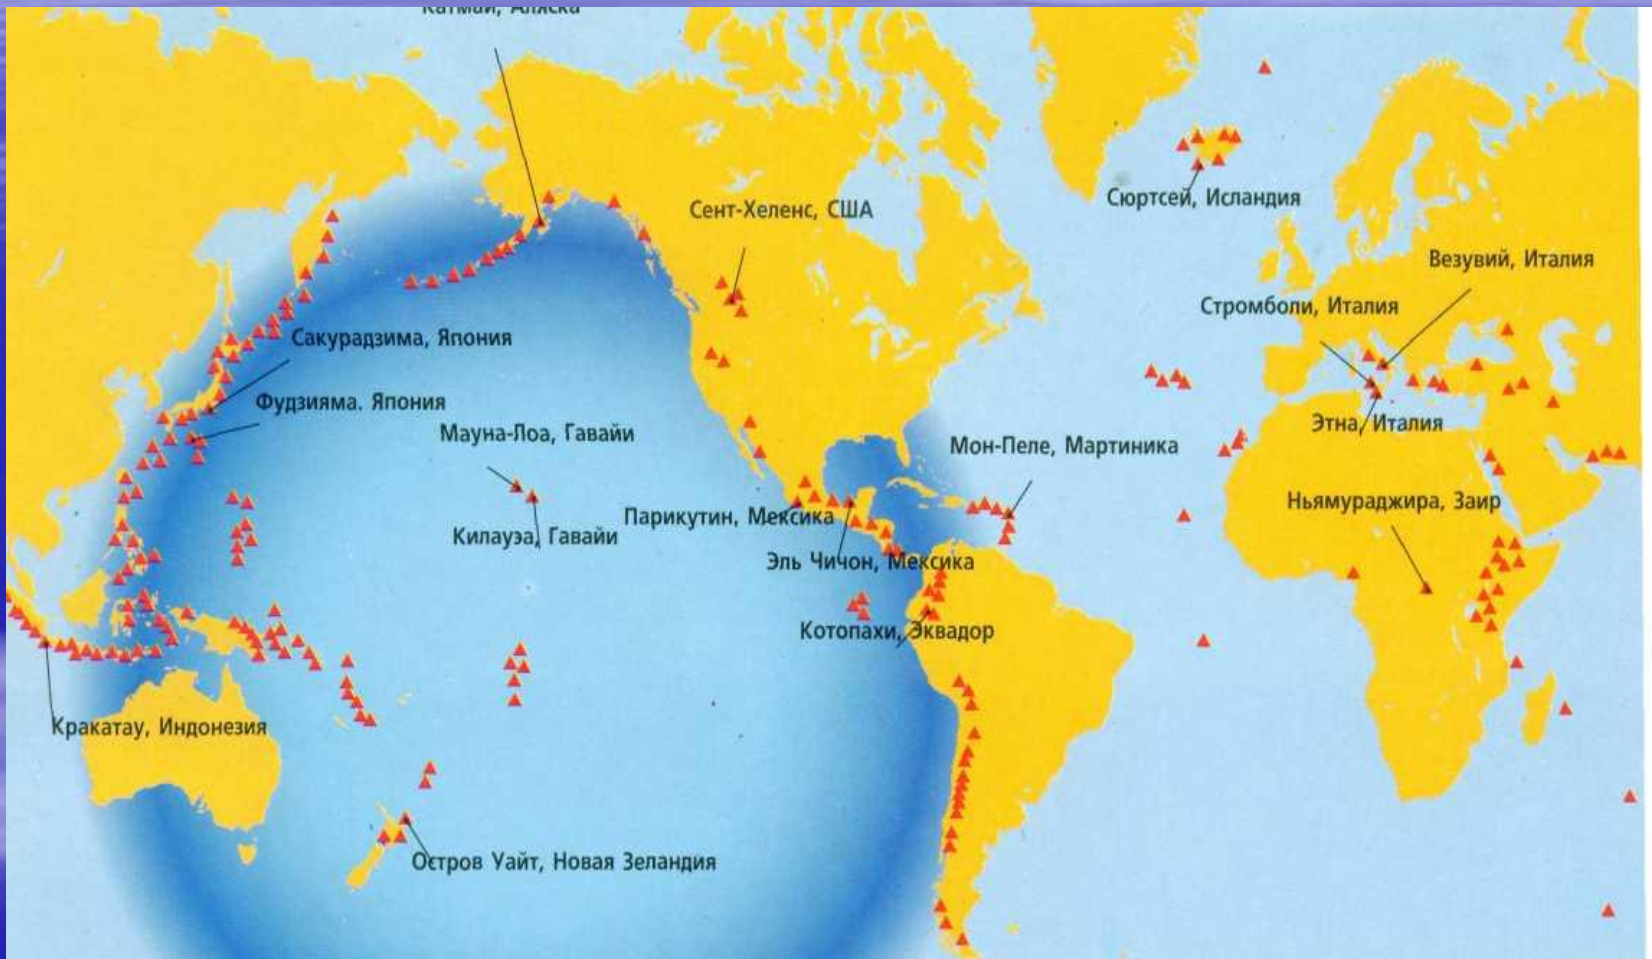 Катмай, Аляска
Сент-Хеленс, США
Сюртсей, Исландия
Везувий, Италия
Стромболи, Италия
Сакурадзима, Япония
Фудзияма. Япония
Этна, Италия
Мауна-Лоа, Гавайи
Мон-Пеле, Мартиника
Ньямураджира, Заир
Парикутин, Мексика
Килауэа, Гавайи
Эль Чичон, Мексика
Котопахи, Эквадор
Кракатау, Индонезия
Остров Уайт, Новая Зеландия